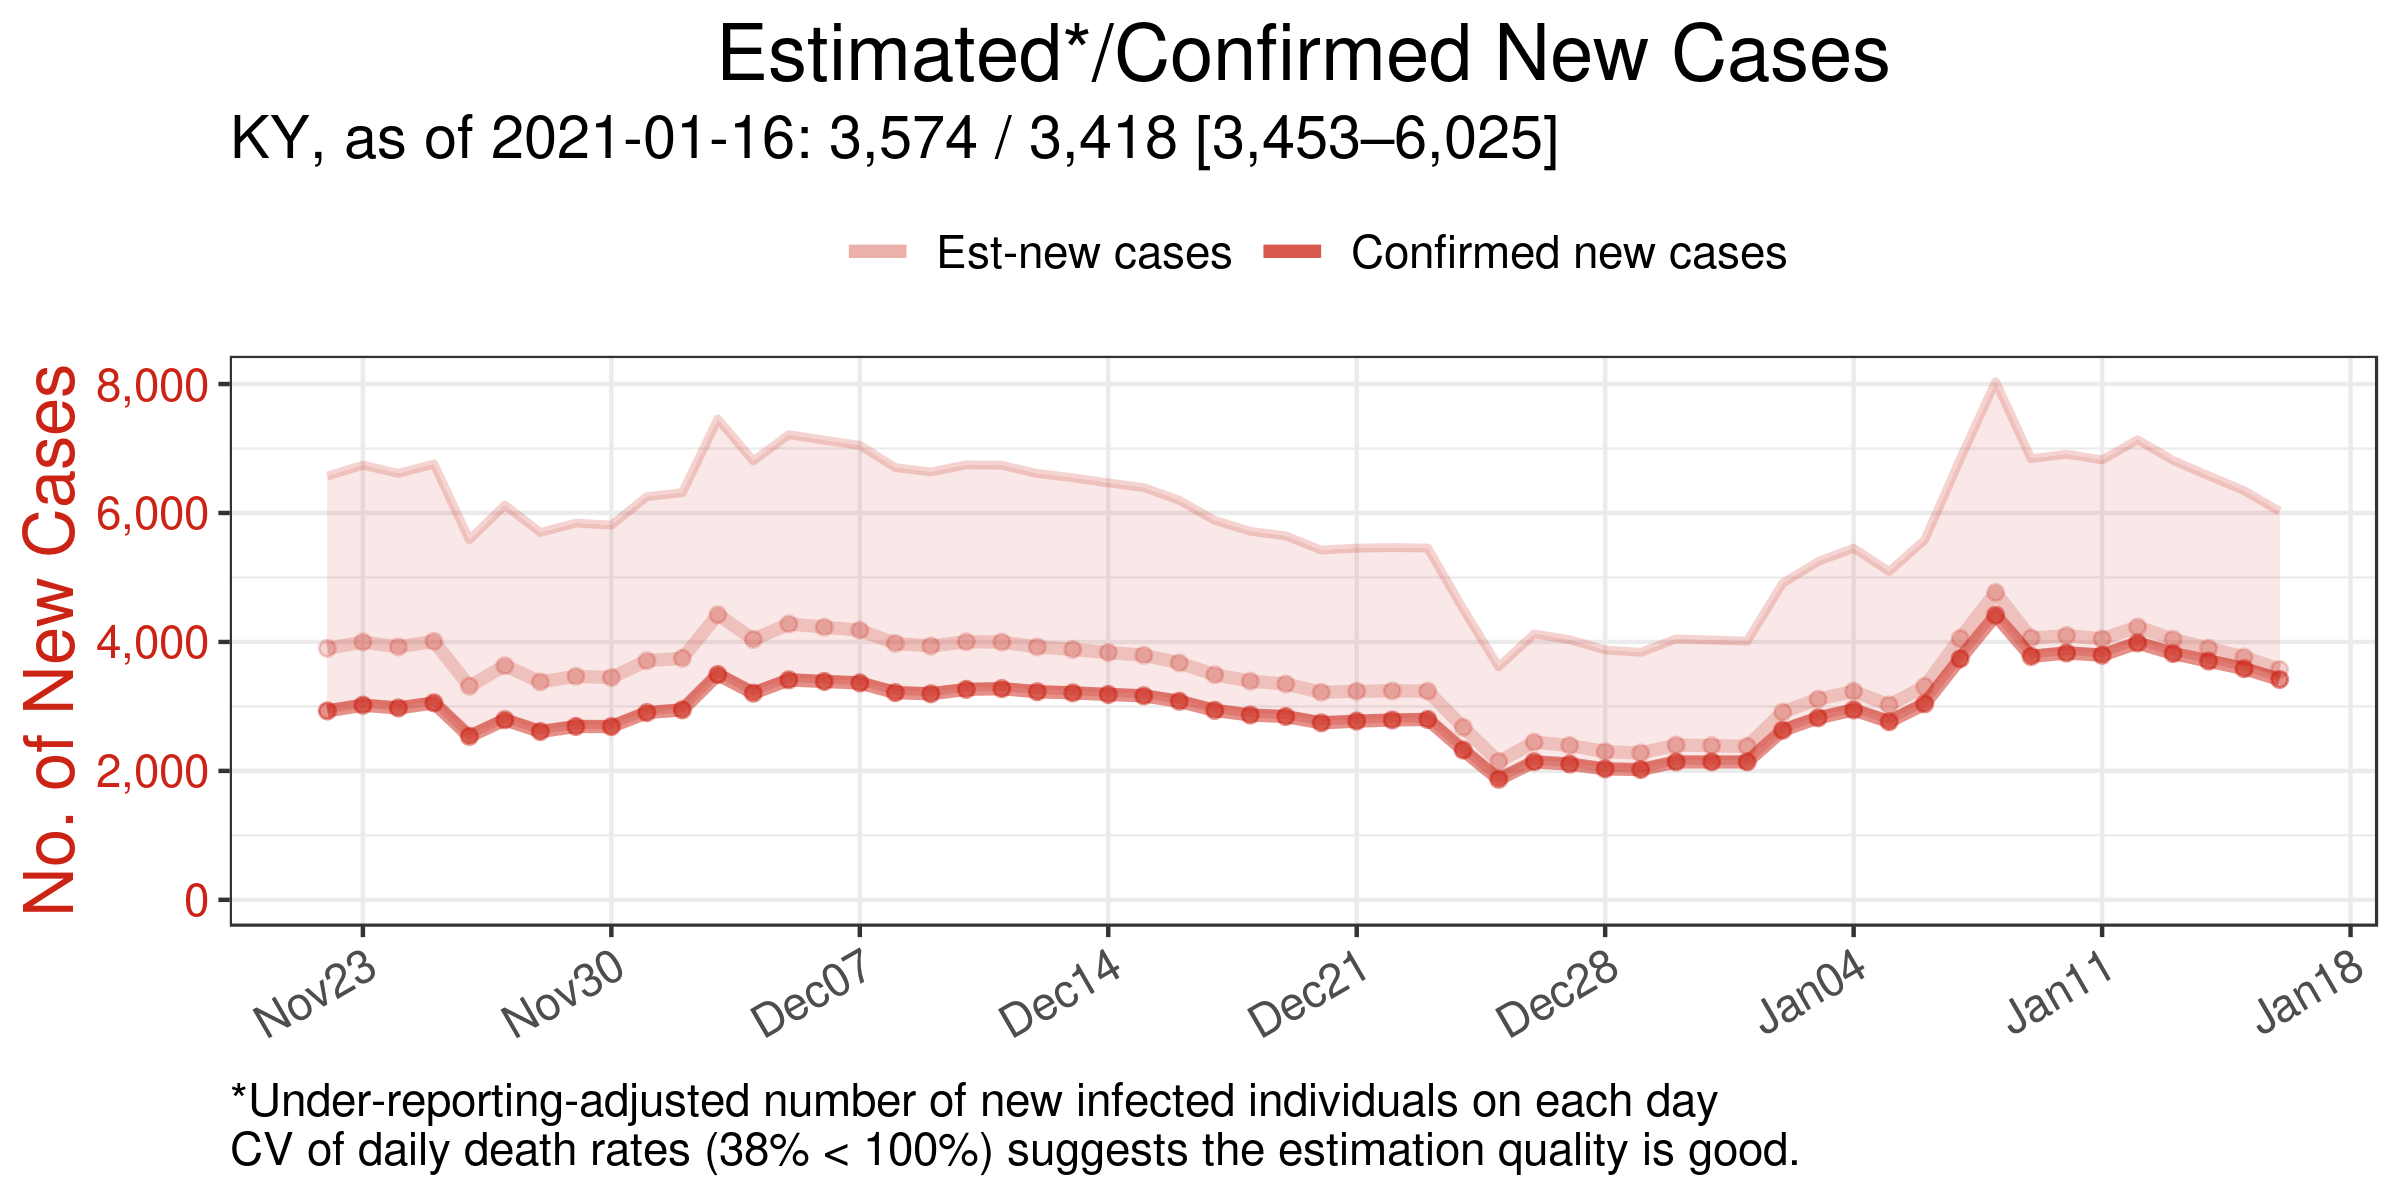 Estimated*/Confirmed New Cases
KY, as of 2021-01-16: 3,574 / 3,418 [3,453–6,025]
Est-new cases
Confirmed new cases
No. of New Cases
8,000
6,000
4,000
2,000
0
Nov23
Nov30
Dec07
Dec14
Dec21
Dec28
Jan04
Jan11
Jan18
*Under-reporting-adjusted number of new infected individuals on each day
CV of daily death rates (38% < 100%) suggests the estimation quality is good.